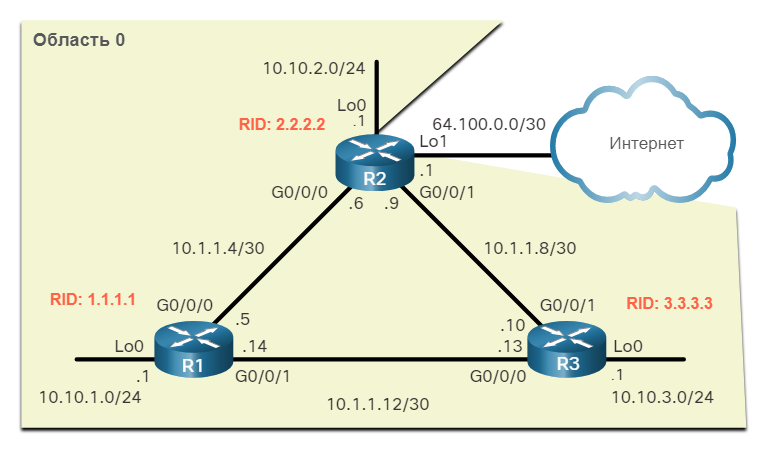 Область 0
10.10.2.0/24
Lo0
.1
RID: 2.2.2.2
64.100.0.0/30
Интернет
Lo1
.1
R2
G0/0/0
.6
.9
G0/0/1
10.1.1.4/30
10.1.1.8/30
RID: 1.1.1.1
G0/0/0
.5
G0/0/1
RID: 3.3.3.3
.10
Lo0
.14
.13
Lo0
R1
R3
.1
G0/0/1
G0/0/0
.1
10.10.1.0/24
10.1.1.12/30
10.10.3.0/24